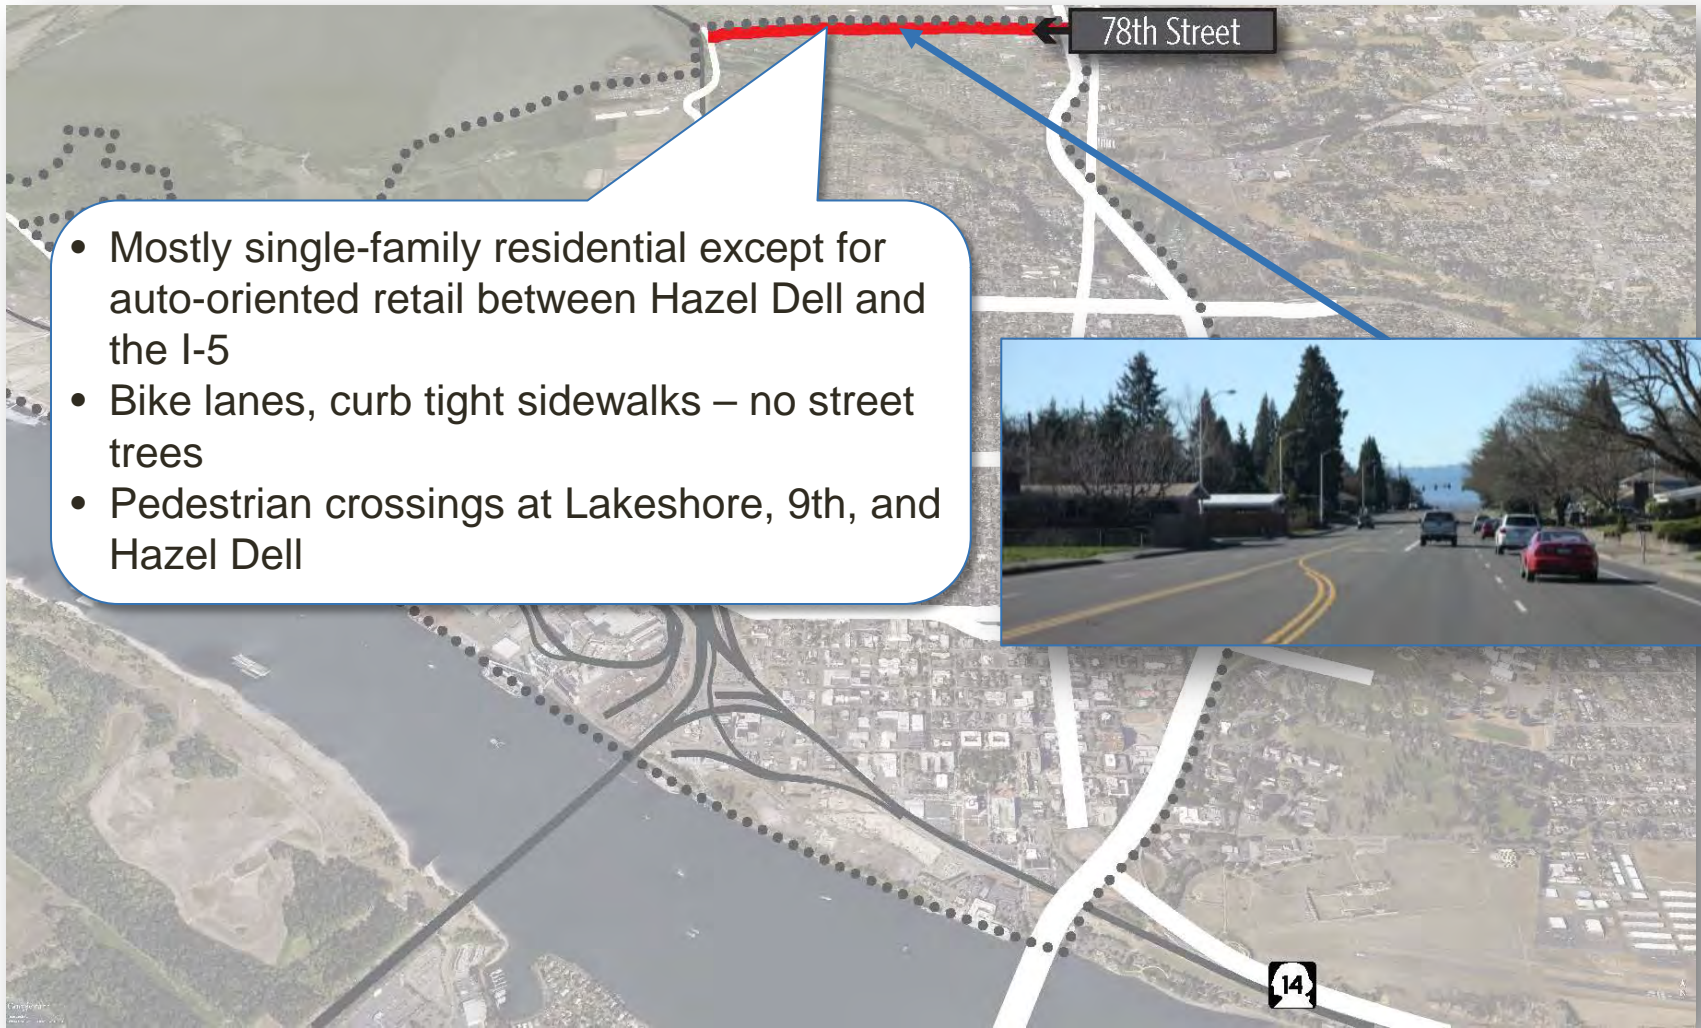 78th Street
• Mostly single-family residential except for
auto-oriented retail between Hazel Dell and
the I-5
• Bike lanes, curb tight sidewalks – no street
trees
• Pedestrian crossings at Lakeshore, 9th, and
Hazel Dell
14